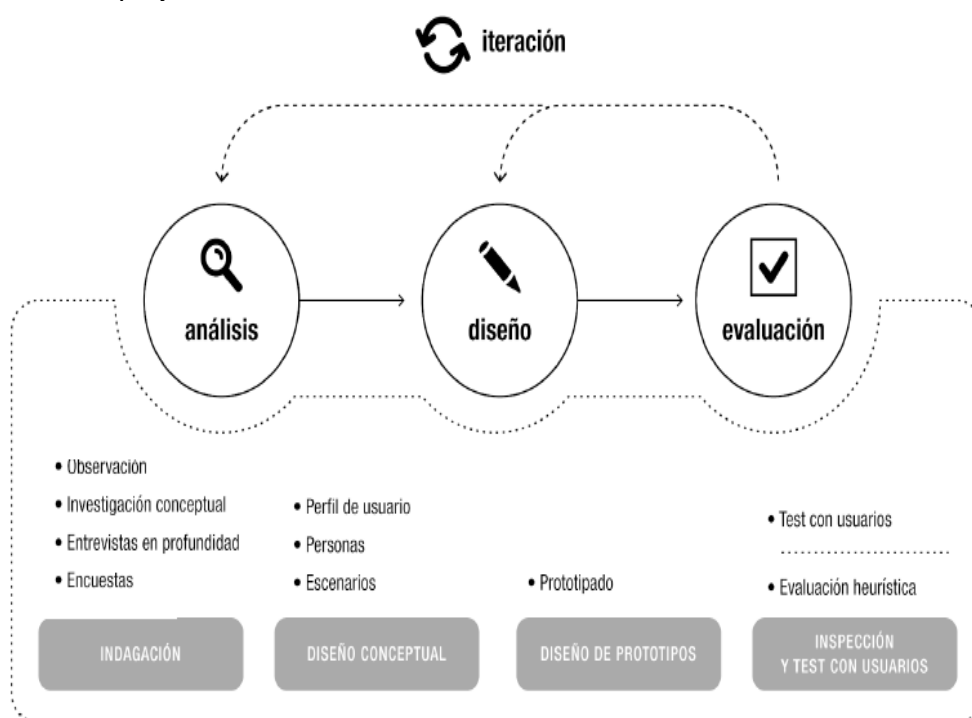 iteración
análisis
diseño
evaluación
• Observación
• Investigación conceptual
• Entrevistas en profundidad
• Encuestas
• Perfil de usuario
• Personas
• Escenarios
• Prototipado
• Test con usuarios
• Evaluación heurística
INDAGACIÓN
DISEÑO CONCEPTUAL
DISEÑO DE PROTOTIPOS
INSPECCIÓN
Y TEST CON USUARIOS